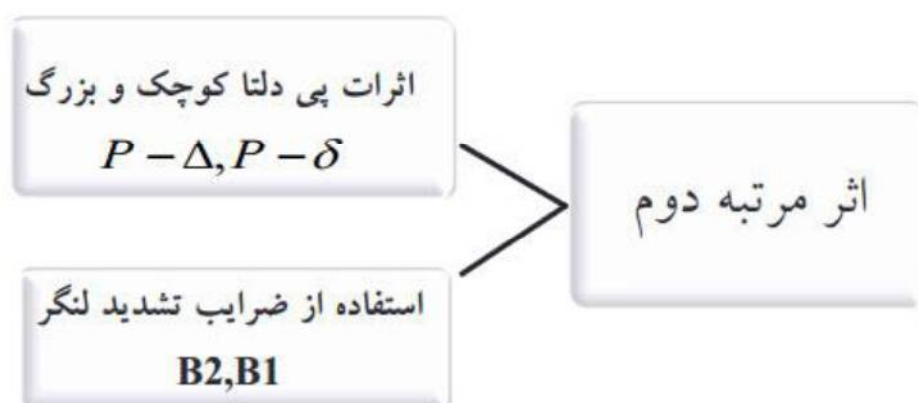 اثرات پی دلتا کوچک و بزرگ
P − Δ, P − δ
اثر مرتبه دوم
استفاده از ضرایب تشدید لنگر
B2,B1